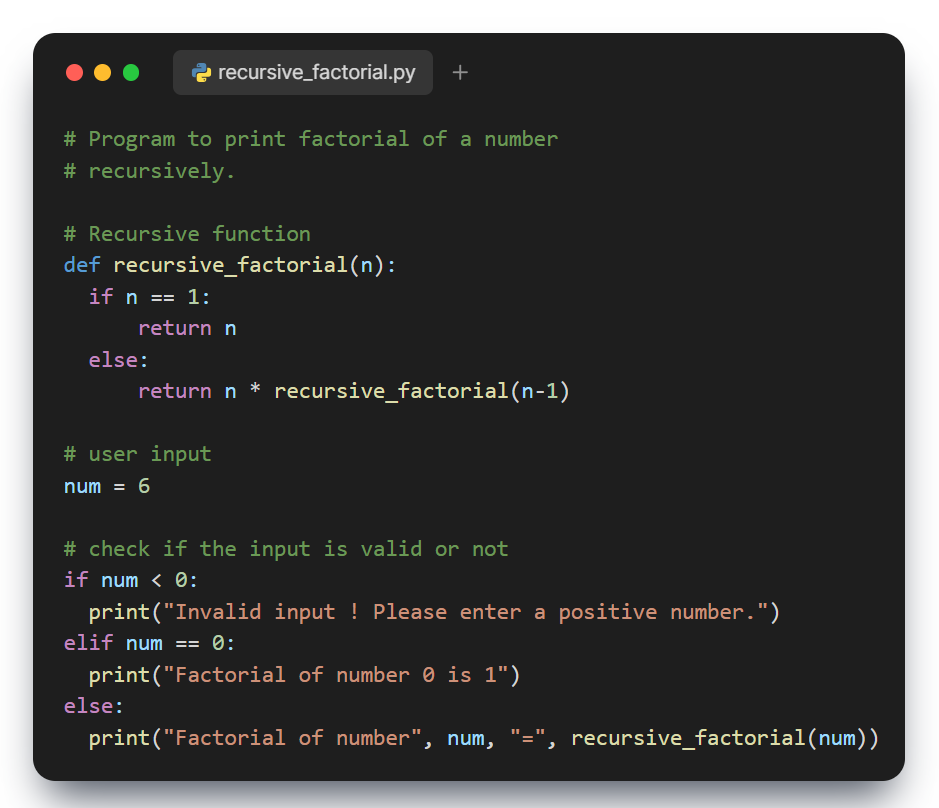 recursive_factorial.py +
# Program to print factorial of a number
# recursively.

# Recursive function
def recursive_factorial(n):
  if n == 1:
      return n
  else:
      return n * recursive_factorial(n-1)

# user input
num = 6

# check if the input is valid or not
if num < 0:
  print("Invalid input ! Please enter a positive number.")
elif num == 0:
  print("Factorial of number 0 is 1")
else:
  print("Factorial of number", num, "=", recursive_factorial(num))